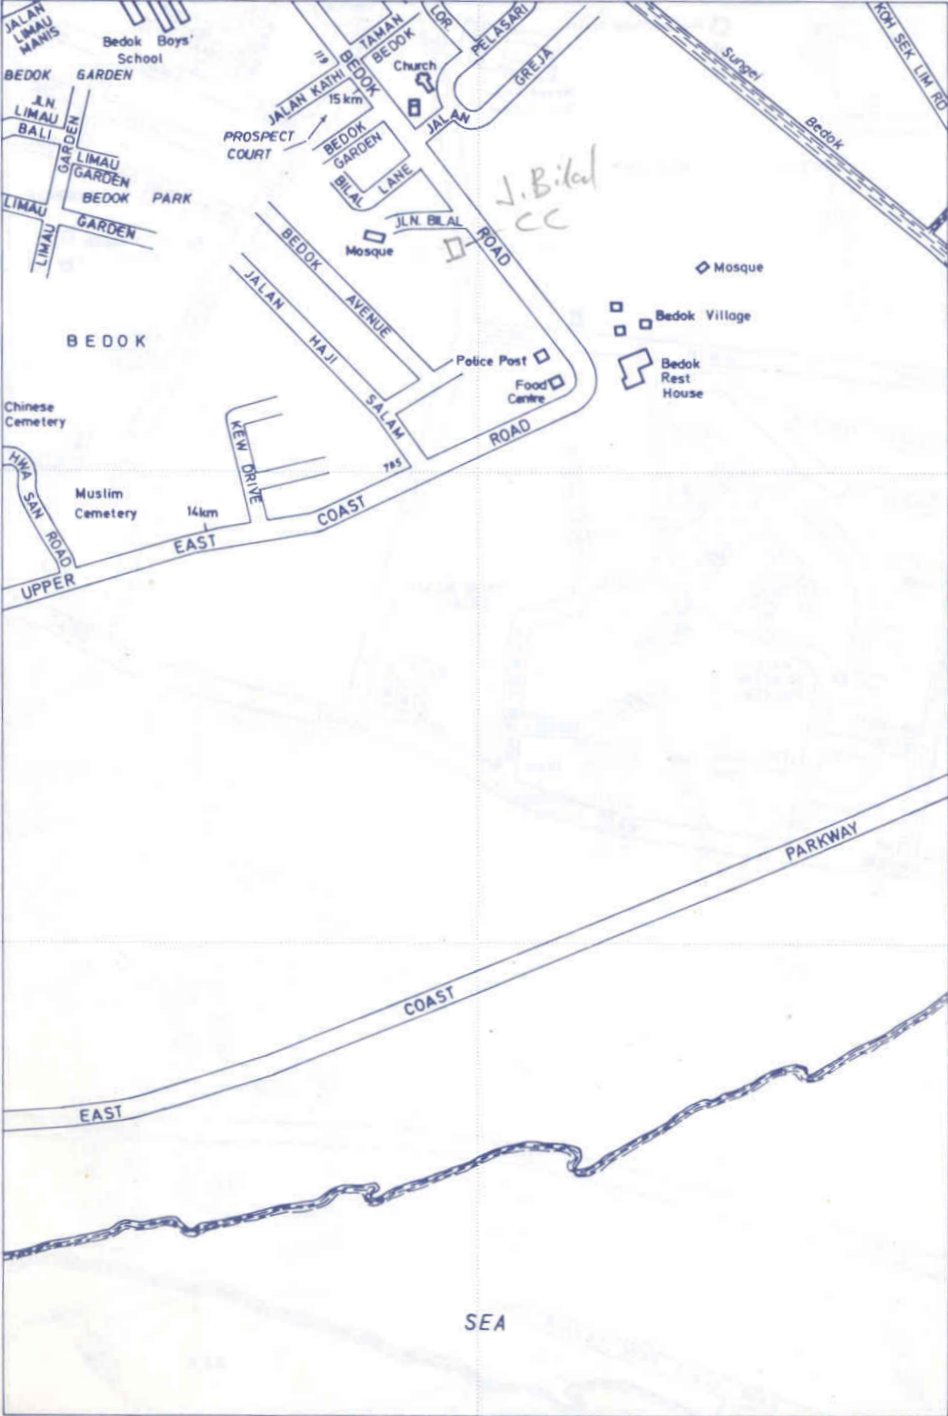 JALAN
LIMAU
MANIS
Bedok Boys'
School
BEDOK GARDEN
JLN.
LIMAU
BALI
GARDEN
LIMAU
GARDEN
BEDOK PARK
LIMAU
GARDEN
LIMAU
119
BEDOK
TAMAN
BEDOK
LOR.
PELASARI
GREJA
Church
JALAN KATHI
15 km
JALAN
PROSPECT
COURT
BEDOK
GARDEN
BILAL
LANE
JLN. BILAL
ROAD
J. Bilal
CC
Mosque
Sungei
Bedok
KOH SEK LIM RD
BEDOK
AVENUE
JALAN
HAJI
SALAM
Mosque
Bedok Village
Bedok
Rest
House
Police Post
Food
Centre
BEDOK
Chinese
Cemetery
KEW DRIVE
785
ROAD
HWA SAN ROAD
Muslim
Cemetery
14km
COAST
EAST
UPPER
PARKWAY
COAST
EAST
SEA